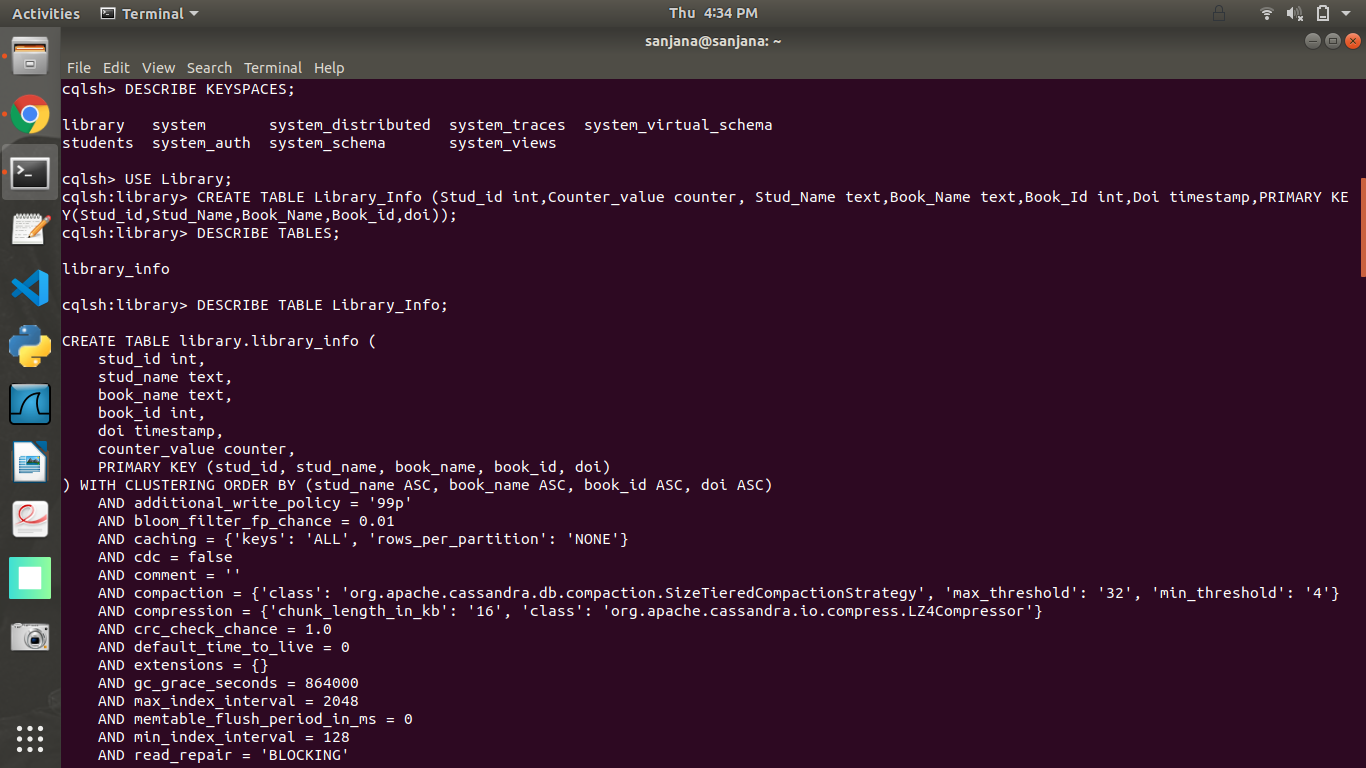 Activities Terminal Thu 4:34 PM
sanjana@sanjana: ~
File Edit View Search Terminal Help
cqlsh> DESCRIBE KEYSPACES;
library   system       system_distributed  system_traces  system_virtual_schema
students  system_auth  system_schema       system_views
cqlsh> USE Library;
cqlsh:library> CREATE TABLE Library_Info (Stud_id int,Counter_value counter, Stud_Name text,Book_Name text,Book_Id int,Doi timestamp,PRIMARY KE
Y(Stud_id,Stud_Name,Book_Name,Book_id,doi));
cqlsh:library> DESCRIBE TABLES;
library_info
cqlsh:library> DESCRIBE TABLE Library_Info;
CREATE TABLE library.library_info (
    stud_id int,
    stud_name text,
    book_name text,
    book_id int,
    doi timestamp,
    counter_value counter,
    PRIMARY KEY (stud_id, stud_name, book_name, book_id, doi)
) WITH CLUSTERING ORDER BY (stud_name ASC, book_name ASC, book_id ASC, doi ASC)
    AND additional_write_policy = '99p'
    AND bloom_filter_fp_chance = 0.01
    AND caching = {'keys': 'ALL', 'rows_per_partition': 'NONE'}
    AND cdc = false
    AND comment = ''
    AND compaction = {'class': 'org.apache.cassandra.db.compaction.SizeTieredCompactionStrategy', 'max_threshold': '32', 'min_threshold': '4'}
    AND compression = {'chunk_length_in_kb': '16', 'class': 'org.apache.cassandra.io.compress.LZ4Compressor'}
    AND crc_check_chance = 1.0
    AND default_time_to_live = 0
    AND extensions = {}
    AND gc_grace_seconds = 864000
    AND max_index_interval = 2048
    AND memtable_flush_period_in_ms = 0
    AND min_index_interval = 128
    AND read_repair = 'BLOCKING'